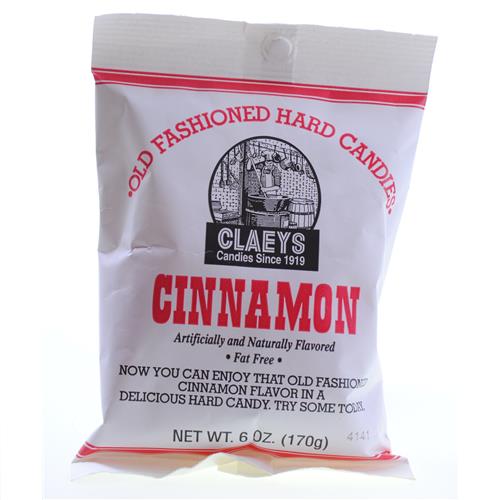 •OLD FASHIONED HARD CANDIES•
CLAEYS
Candies Since 1919
CINNAMON
Artificially and Naturally Flavored
• Fat Free •
NOW YOU CAN ENJOY THAT OLD FASHIONED
CINNAMON FLAVOR IN A
DELICIOUS HARD CANDY. TRY SOME TODAY.
NET WT. 6 OZ. (170g)
4141